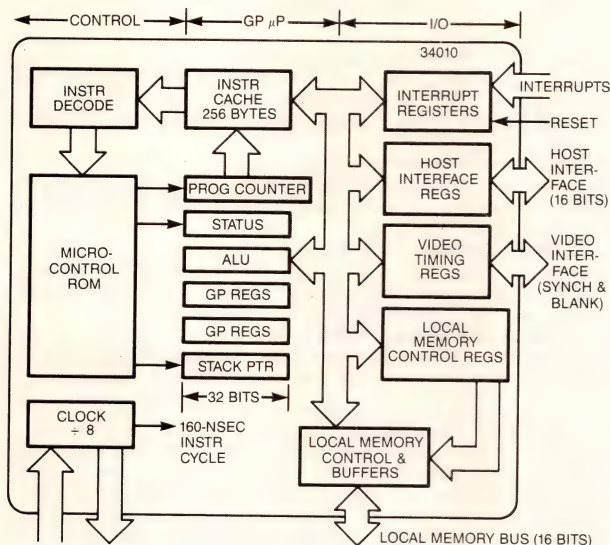 CONTROL
GP µP
I/O
34010
INSTR
DECODE
INSTR
CACHE
256 BYTES
INTERRUPT
REGISTERS
INTERRUPTS
RESET
HOST
INTERFACE
REGS
HOST
INTER-
FACE
(16 BITS)
MICRO-
CONTROL
ROM
PROG COUNTER
STATUS
ALU
GP REGS
GP REGS
STACK PTR
VIDEO
TIMING
REGS
VIDEO
INTER-
FACE
(SYNCH &
BLANK)
LOCAL
MEMORY
CONTROL REGS
32 BITS
CLOCK
÷ 8
160-NSEC
INSTR
CYCLE
LOCAL MEMORY
CONTROL &
BUFFERS
LOCAL MEMORY BUS (16 BITS)